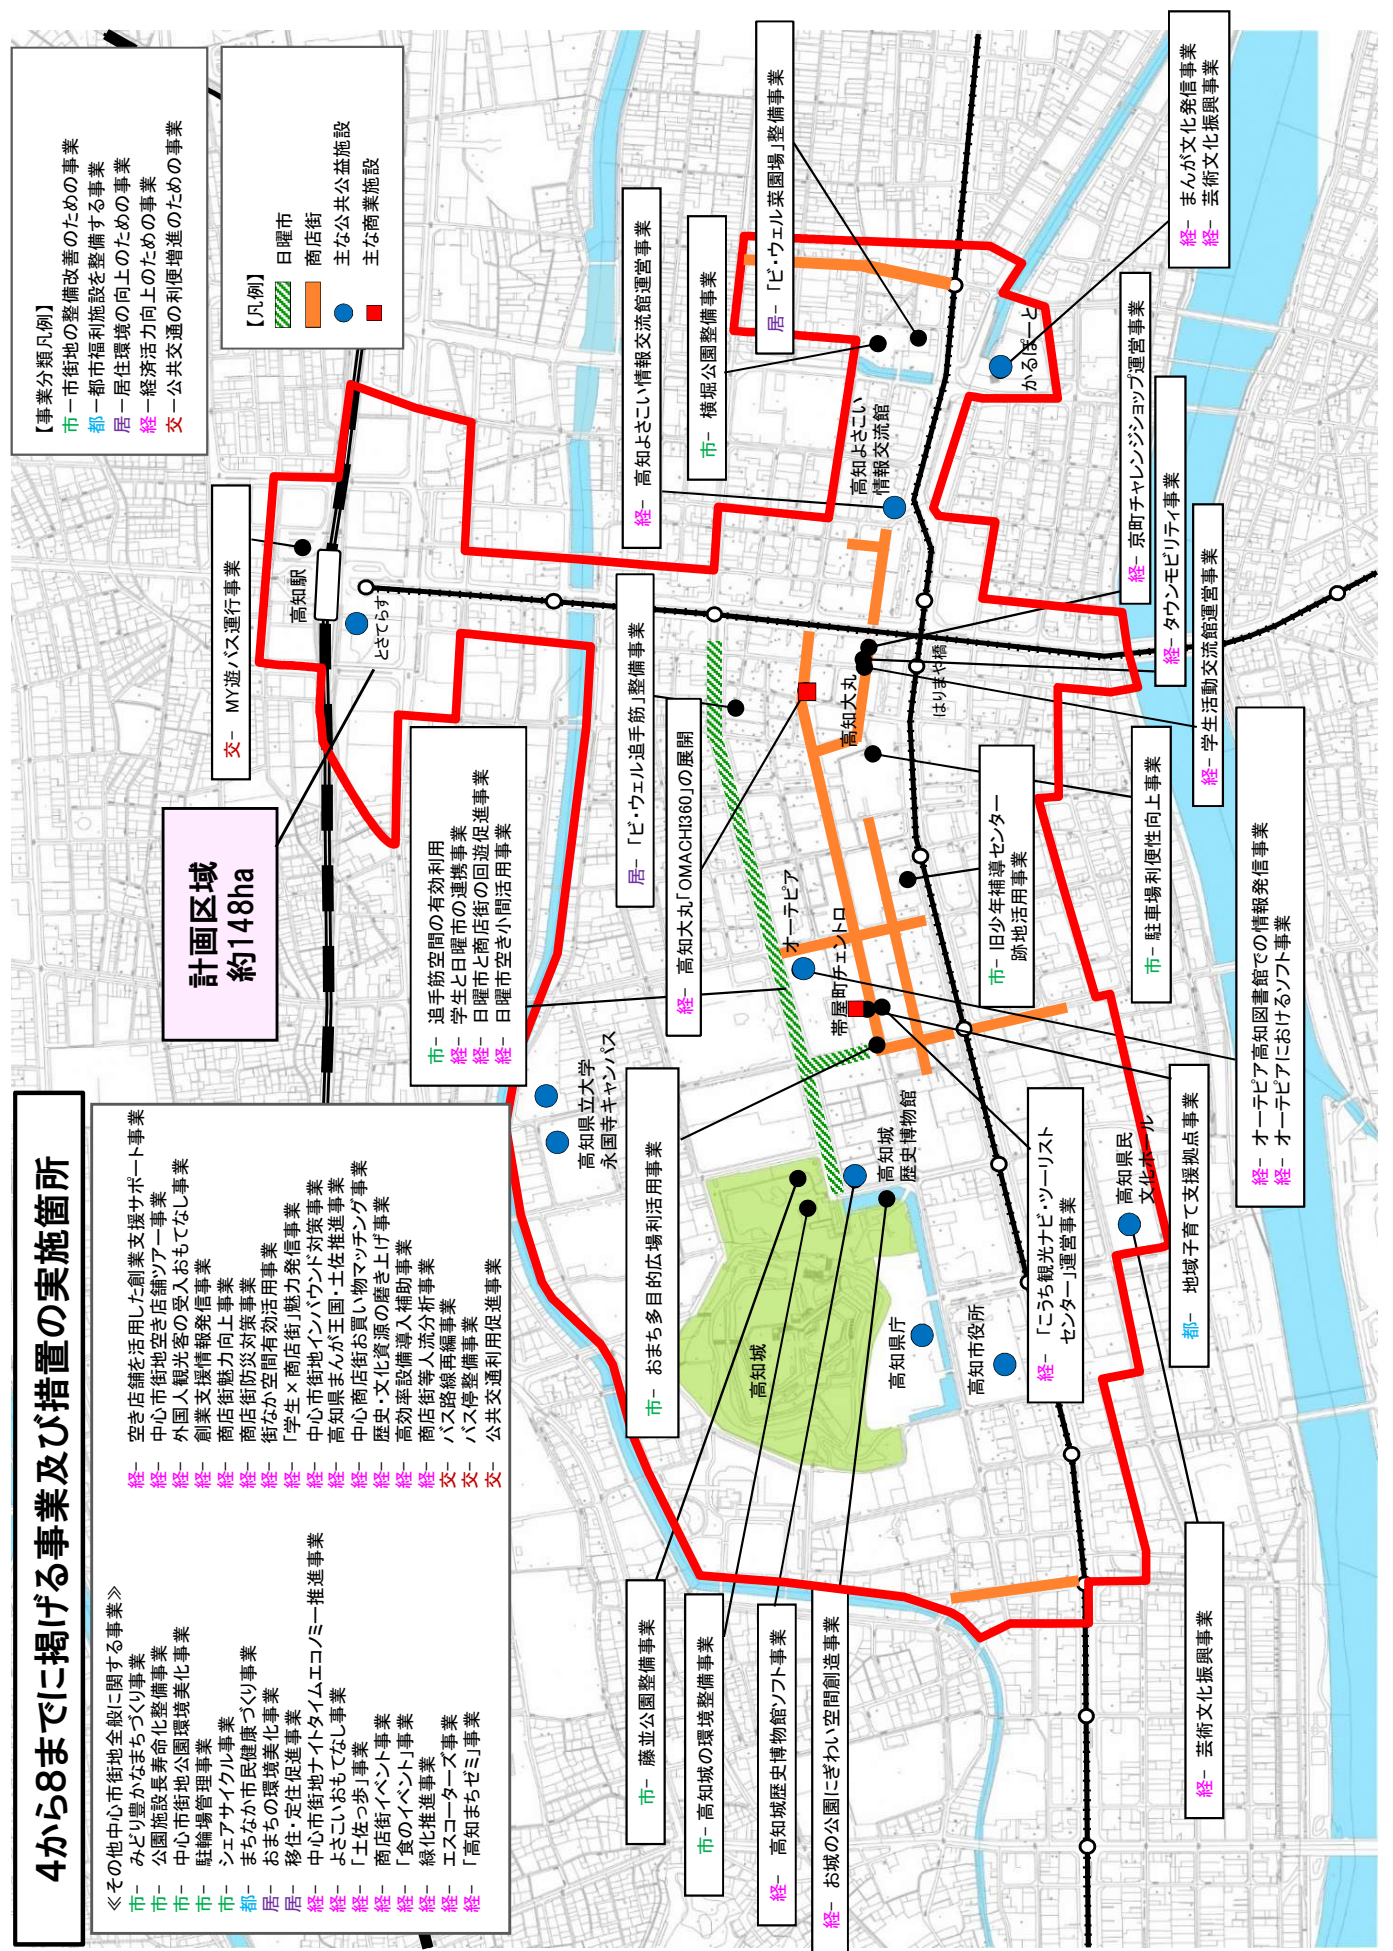 4から8までに掲げる事業及び措置の実施箇所
≪その他中心市街地全般に関する事業≫
市- みどり豊かなまちづくり事業
市- 公園施設長寿命化整備事業
市- 中心市街地公園環境美化事業
市- 駐輪場管理事業
市- シェアサイクル事業
都- まちなか市民健康づくり事業
居- おまちの環境美化事業
居- 移住・定住促進事業
経- 中心市街地ナイトタイムエコノミー推進事業
経- よさこいおもてなし事業
経- 「土佐っ歩」事業
経- 商店街イベント事業
経- 「食のイベント」事業
経- 緑化推進事業
経- エスコーターズ事業
経- 「高知まちゼミ」事業
経- 空き店舗を活用した創業支援サポート事業
経- 中心市街地空き店舗ツアー事業
経- 外国人観光客の受入おもてなし事業
経- 創業支援情報発信事業
経- 商店街魅力向上事業
経- 商店街防災対策事業
経- 街なか空間有効活用事業
経- 「学生×商店街」魅力発信事業
経- 中心市街地インバウンド対策事業
経- 高知県まんが王国・土佐推進事業
経- 中心商店街お買い物マッチング事業
経- 歴史・文化資源の磨き上げ事業
経- 高効率設備導入補助事業
経- 商店街等人流分析事業
交- バス路線再編事業
交- バス停整備事業
交- 公共交通利用促進事業
計画区域
約148ha
交- MY遊バス運行事業
【事業分類凡例】
市－市街地の整備改善のための事業
都－都市福利施設を整備する事業
居－居住環境の向上のための事業
経－経済活力向上のための事業
交－公共交通の利便増進のための事業
【凡例】
日曜市
商店街
主な公共公益施設
主な商業施設
高知駅
とさてらす
市- 追手筋空間の有効利用
経- 学生と日曜市の連携事業
経- 日曜市と商店街の回遊促進事業
経- 日曜市空き小間活用事業
高知県立大学
永国寺キャンパス
居- 「ビ・ウェル追手筋」整備事業
経- 高知よさこい情報交流館運営事業
経- 高知大丸「OMACHI360」の展開
市- 横堀公園整備事業
居- 「ビ・ウェル菜園場」整備事業
市- おまち多目的広場利活用事業
市- 藤並公園整備事業
市- 高知城の環境整備事業
経- 高知城歴史博物館ソフト事業
経- お城の公園にぎわい空間創造事業
高知城
オーテピア
帯屋町チェントロ
高知大丸
高知よさこい
情報交流館
高知城
歴史博物館
高知県庁
はりまや橋
高知市役所
かるぽーと
市- 旧少年補導センター
跡地活用事業
経- 「こうち観光ナビ・ツーリスト
センター」運営事業
高知県民
文化ホール
経- 京町チャレンジショップ運営事業
経- タウンモビリティ事業
経- 学生活動交流館運営事業
市- 駐車場利便性向上事業
都- 地域子育て支援拠点事業
経- まんが文化発信事業
経- 芸術文化振興事業
経- 芸術文化振興事業
経- オーテピア高知図書館での情報発信事業
経- オーテピアにおけるソフト事業